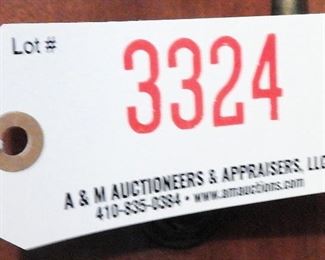 Lot #
3324
A & M AUCTIONEERS & APPRAISERS, LLC
410-835-0384 • www.amauctions.com